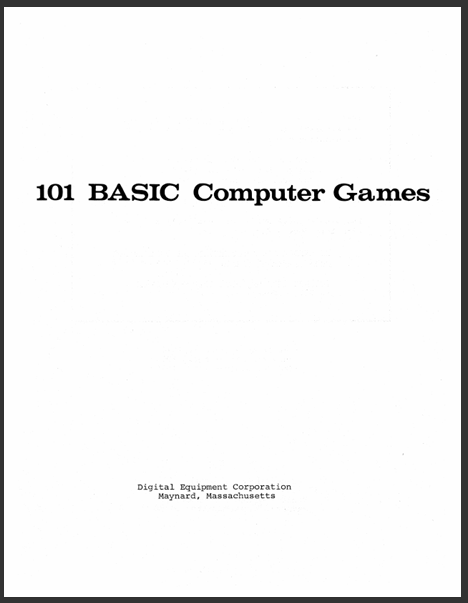 101 BASIC Computer Games
Digital Equipment Corporation
Maynard, Massachusetts